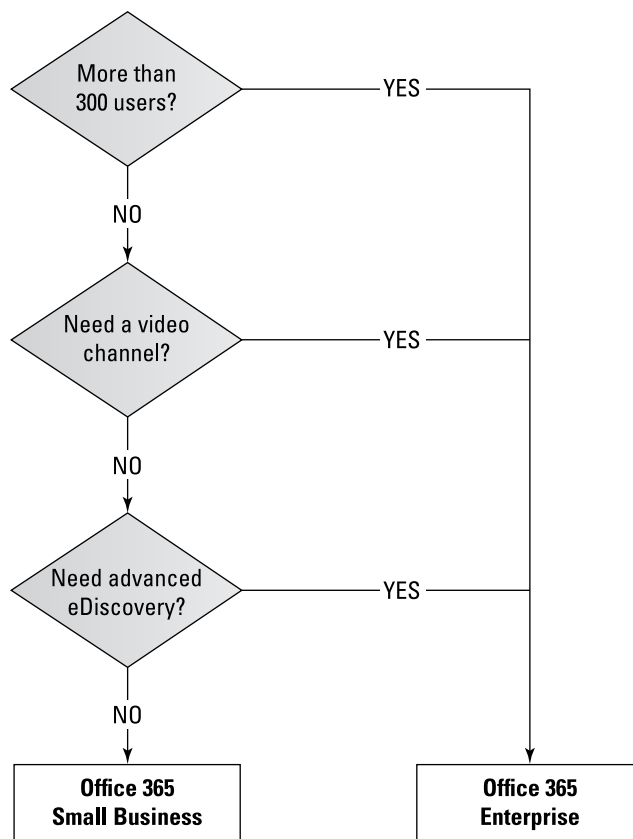 More than
300 users?
YES
NO
Need a video
channel?
YES
NO
Need advanced
eDiscovery?
YES
NO
Office 365
Small Business
Office 365
Enterprise